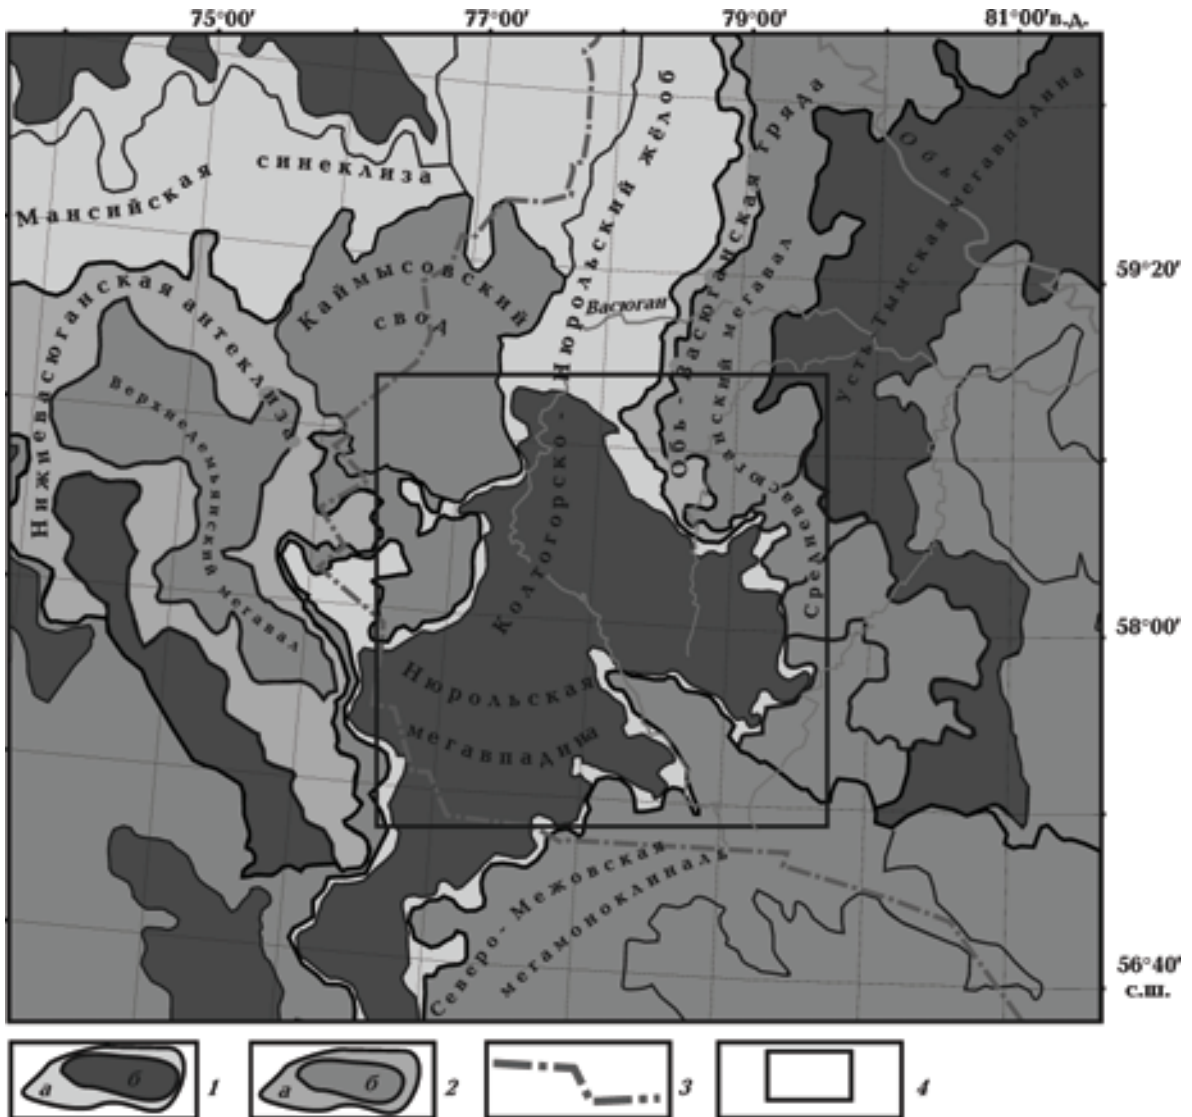 75°00' 77°00' 79°00' 81°00' в.д.
59°20'
58°00'
56°40'
с.ш.
Мансийская синеклиза
Каймысовский
свод
Нижневасюганская антеклиза
Верхнедемьянский мегавал
Колтогорско-Нюрольский жёлоб
Васюган
Обь-Васюганская гряда
Средневасюганский мегавал
Обь
усть Тымская мегавпадина
Нюрольская
мегавпадина
Северо-Межовская
мегамоноклиналь
а б 1
а б 2
3
4